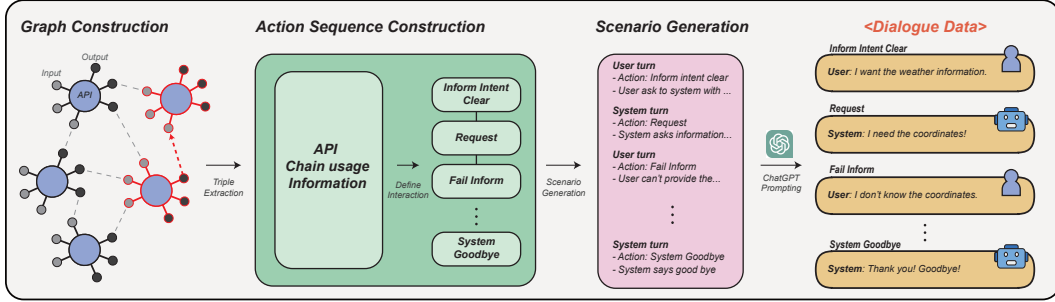 Graph Construction
Output
Input
API
Triple
Extraction
Action Sequence Construction
API
Chain usage
Information
Define
Interaction
Inform Intent
Clear
Request
Fail Inform
System
Goodbye
Scenario
Generation
Scenario Generation
User turn
- Action: Inform intent clear
- User ask to system with ...
System turn
- Action: Request
- System asks information...
User turn
- Action: Fail Inform
- User can't provide the...
System turn
- Action: System Goodbye
- System says good bye
ChatGPT
Prompting
<Dialogue Data>
Inform Intent Clear
User: I want the weather information.
Request
System: I need the coordinates!
Fail Inform
User: I don't know the coordinates.
System Goodbye
System: Thank you! Goodbye!